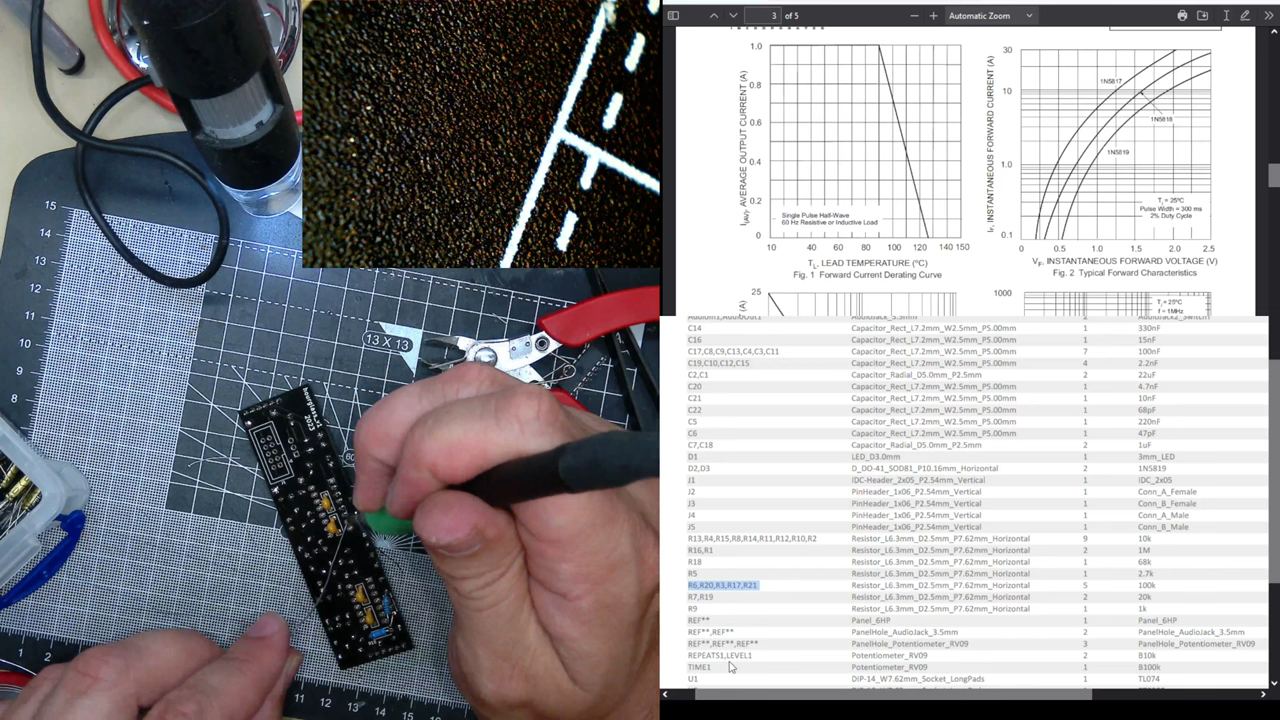 3 of 5
Automatic Zoom
1.0
0.8
0.6
0.4
0.2
0
I(AV), AVERAGE OUTPUT CURRENT (A)
Single Pulse Half-Wave
60 Hz Resistive or Inductive Load
10 40 60 80 100 120 140 150
TL, LEAD TEMPERATURE (ºC)
Fig. 1 Forward Current Derating Curve
30
10
1.0
0.1
IF, INSTANTANEOUS FORWARD CURRENT (A)
1N5817
1N5818
1N5819
Tj = 25ºC
Pulse Width = 300 ms
2% Duty Cycle
0 0.5 1.0 1.5 2.0 2.5
VF, INSTANTANEOUS FORWARD VOLTAGE (V)
Fig. 2 Typical Forward Characteristics
25
1000
Tj = 25ºC
f = 1MHz
AudioIn1,AudioOut1 AudioJack_3.5mm 2 AudioJack2_Switch
C14 Capacitor_Rect_L7.2mm_W2.5mm_P5.00mm 1 330nF
C16 Capacitor_Rect_L7.2mm_W2.5mm_P5.00mm 1 15nF
C17,C8,C9,C13,C4,C3,C11 Capacitor_Rect_L7.2mm_W2.5mm_P5.00mm 7 100nF
C19,C10,C12,C15 Capacitor_Rect_L7.2mm_W2.5mm_P5.00mm 4 2.2nF
C2,C1 Capacitor_Radial_D5.0mm_P2.5mm 2 22uF
C20 Capacitor_Rect_L7.2mm_W2.5mm_P5.00mm 1 4.7nF
C21 Capacitor_Rect_L7.2mm_W2.5mm_P5.00mm 1 10nF
C22 Capacitor_Rect_L7.2mm_W2.5mm_P5.00mm 1 68pF
C5 Capacitor_Rect_L7.2mm_W2.5mm_P5.00mm 1 220nF
C6 Capacitor_Rect_L7.2mm_W2.5mm_P5.00mm 1 47pF
C7,C18 Capacitor_Radial_D5.0mm_P2.5mm 2 1uF
D1 LED_D3.0mm 1 3mm_LED
D2,D3 D_DO-41_SOD81_P10.16mm_Horizontal 2 1N5819
J1 IDC-Header_2x05_P2.54mm_Vertical 1 IDC_2x05
J2 PinHeader_1x06_P2.54mm_Vertical 1 Conn_A_Female
J3 PinHeader_1x06_P2.54mm_Vertical 1 Conn_B_Female
J4 PinHeader_1x06_P2.54mm_Vertical 1 Conn_A_Male
J5 PinHeader_1x06_P2.54mm_Vertical 1 Conn_B_Male
R13,R4,R15,R8,R14,R11,R12,R10,R2 Resistor_L6.3mm_D2.5mm_P7.62mm_Horizontal 9 10k
R16,R1 Resistor_L6.3mm_D2.5mm_P7.62mm_Horizontal 2 1M
R18 Resistor_L6.3mm_D2.5mm_P7.62mm_Horizontal 1 68k
R5 Resistor_L6.3mm_D2.5mm_P7.62mm_Horizontal 1 2.7k
R6,R20,R3,R17,R21 Resistor_L6.3mm_D2.5mm_P7.62mm_Horizontal 5 100k
R7,R19 Resistor_L6.3mm_D2.5mm_P7.62mm_Horizontal 2 20k
R9 Resistor_L6.3mm_D2.5mm_P7.62mm_Horizontal 1 1k
REF** Panel_6HP 1 Panel_6HP
REF**,REF** PanelHole_AudioJack_3.5mm 2 PanelHole_AudioJack_3.5mm
REF**,REF**,REF** PanelHole_Potentiometer_RV09 3 PanelHole_Potentiometer_RV09
REPEATS1,LEVEL1 Potentiometer_RV09 2 B10k
TIME1 Potentiometer_RV09 1 B100k
U1 DIP-14_W7.62mm_Socket_LongPads 1 TL074
15
13
12
11
10
9
8
13 X 13
2023
2
11 12 13 14 15